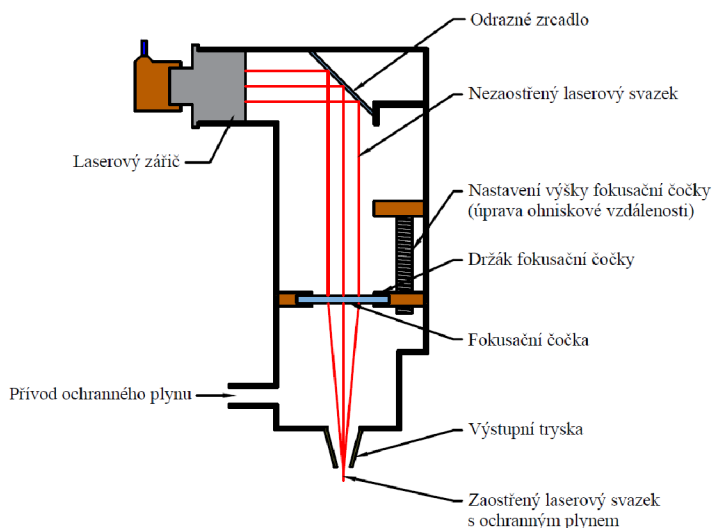 Odrazné zrcadlo
Nezaostřený laserový svazek
Laserový zářič
Nastavení výšky fokusační čočky
(úprava ohniskové vzdálenosti)
Držák fokusační čočky
Fokusační čočka
Přívod ochranného plynu
Výstupní tryska
Zaostřený laserový svazek
s ochranným plynem